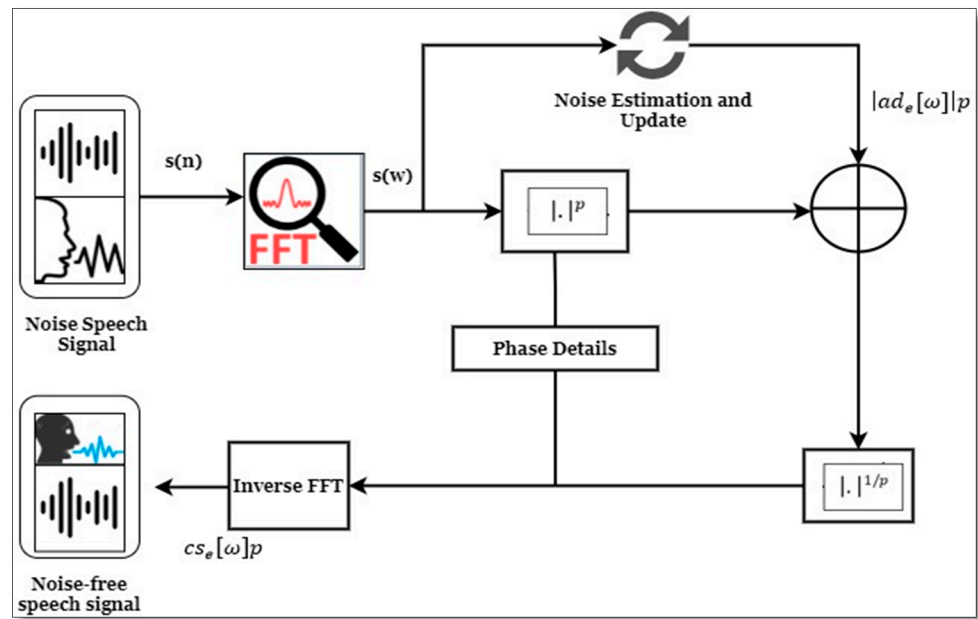 Noise Estimation and
Update
|ad_e[ω]|p
s(n)
s(w)
FFT
|.|^p
Noise Speech
Signal
Phase Details
Inverse FFT
|.|^{1/p}
cs_e[ω]p
Noise-free
speech signal